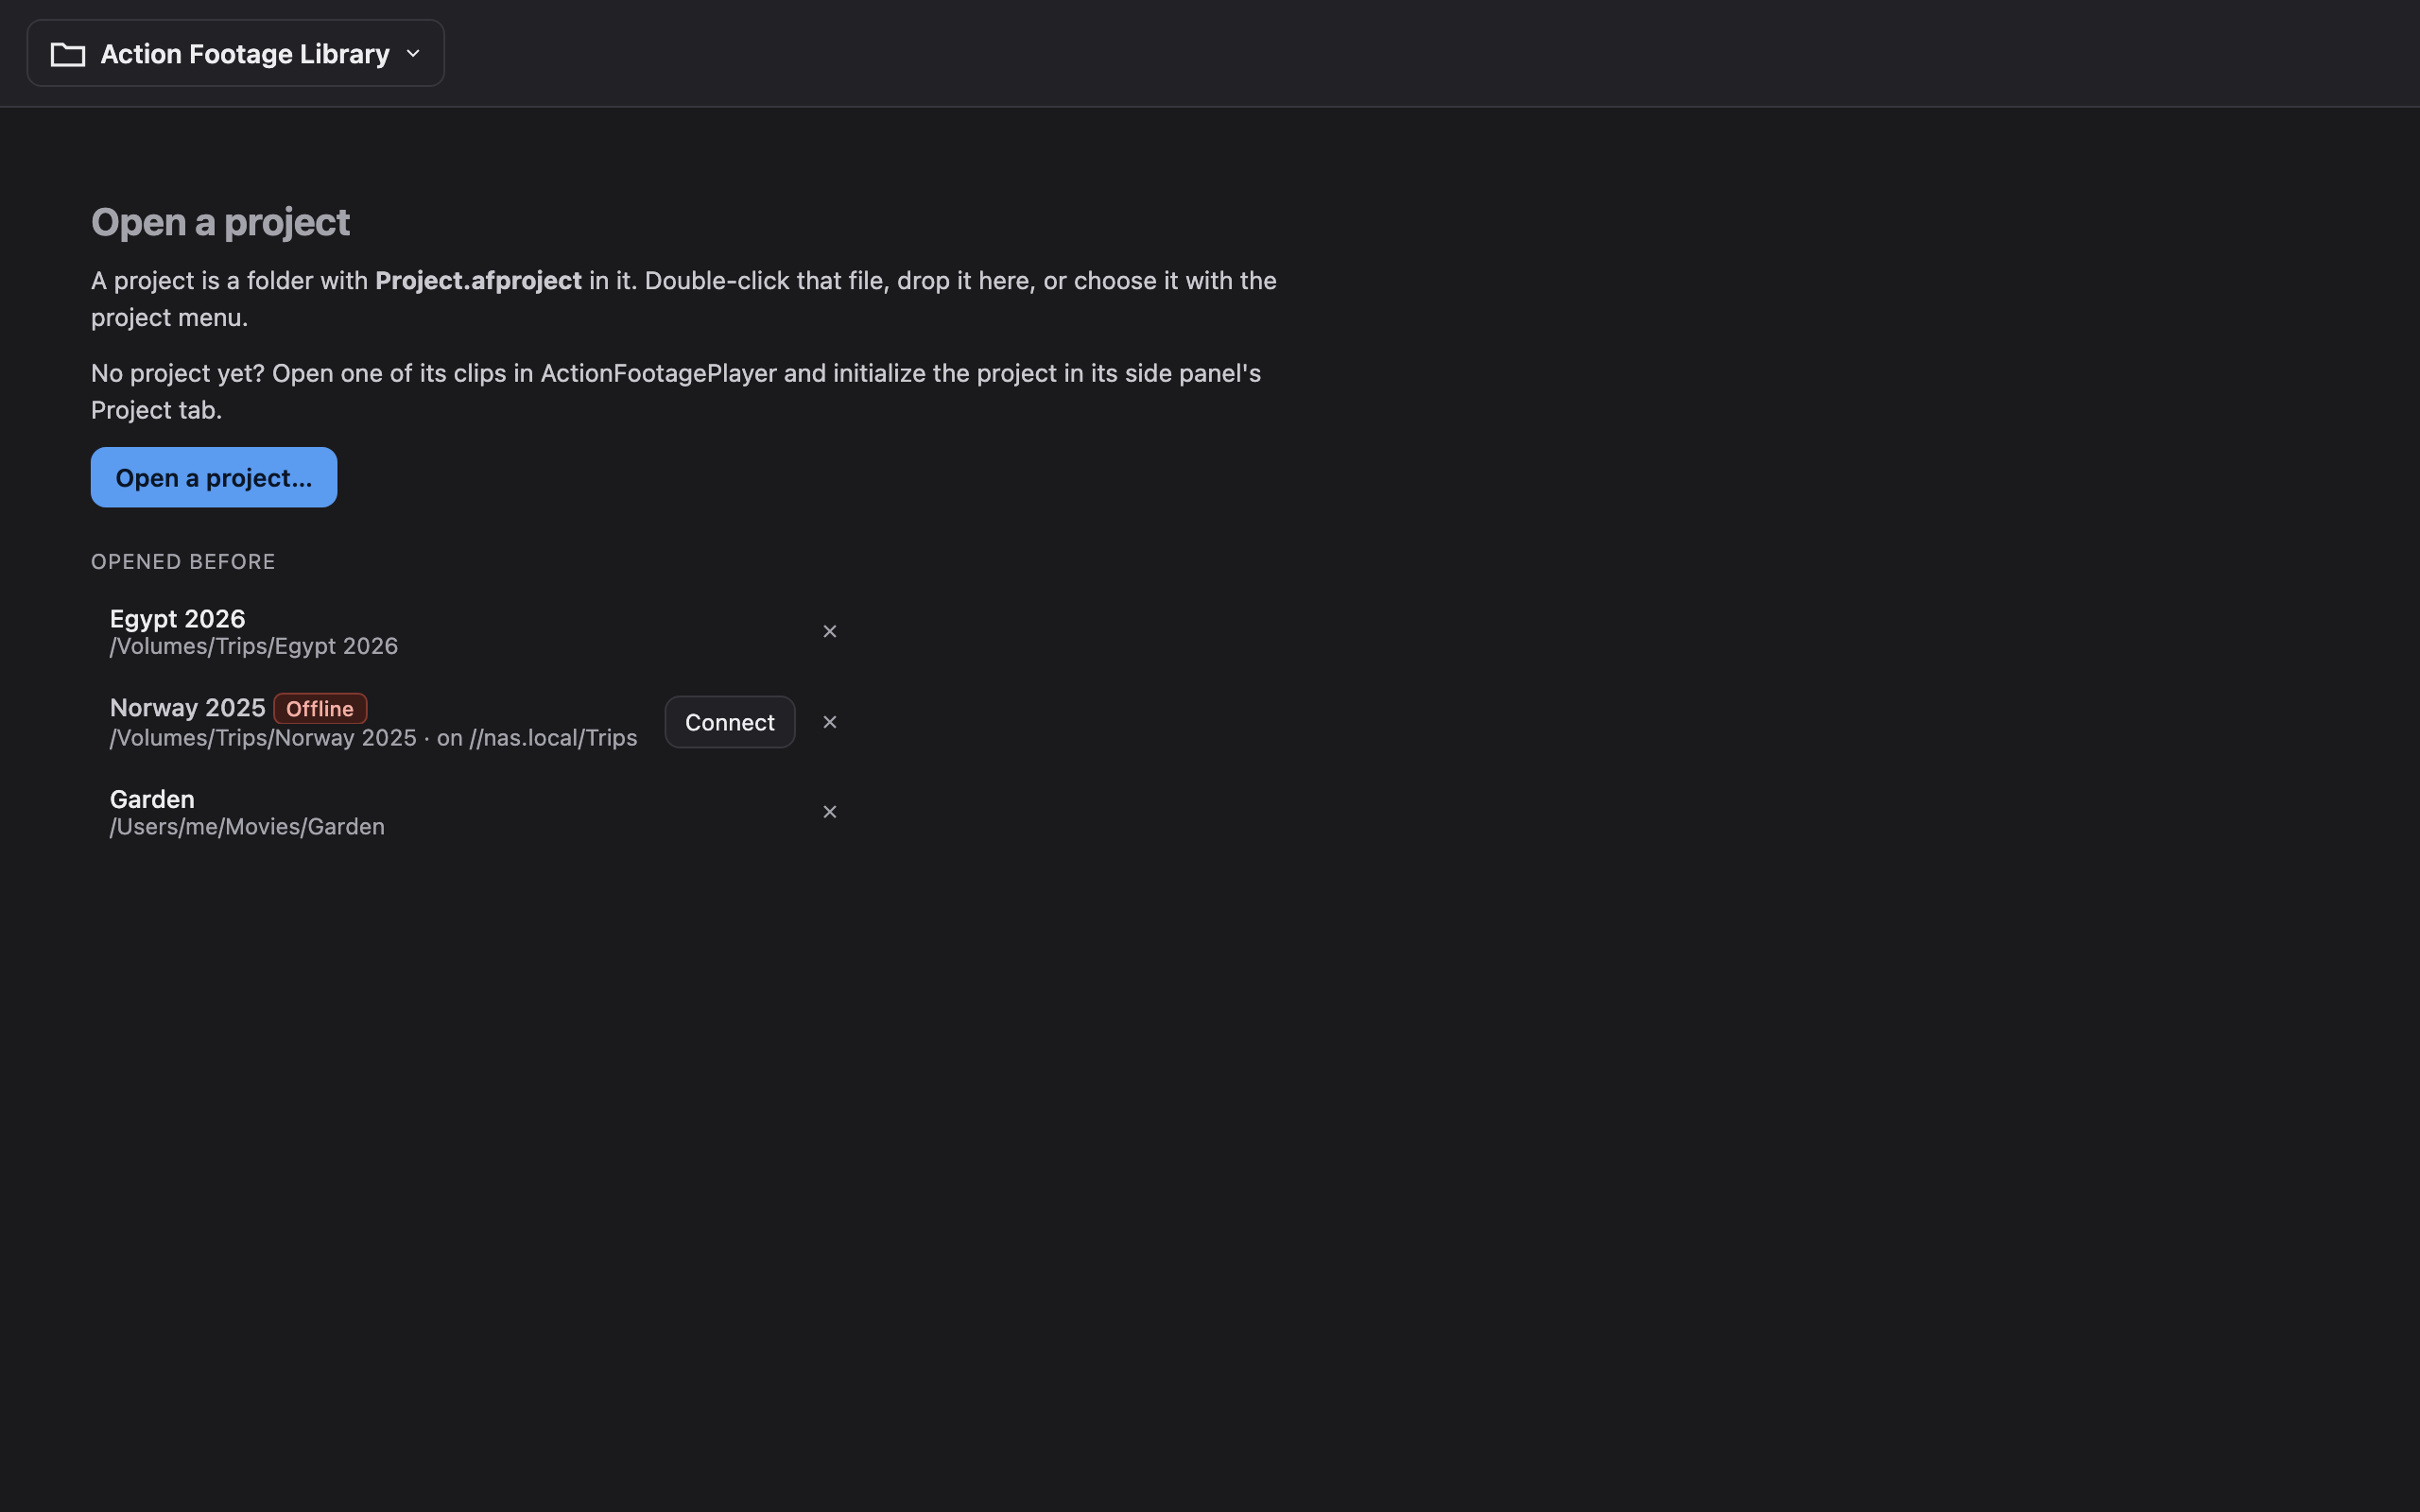 Action Footage Library
Open a project
A project is a folder with Project.afproject in it. Double-click that file, drop it here, or choose it with the
project menu.
No project yet? Open one of its clips in ActionFootagePlayer and initialize the project in its side panel's
Project tab.
Open a project...
OPENED BEFORE
Egypt 2026
/Volumes/Trips/Egypt 2026
Norway 2025 Offline
/Volumes/Trips/Norway 2025 · on //nas.local/Trips
Connect
Garden
/Users/me/Movies/Garden